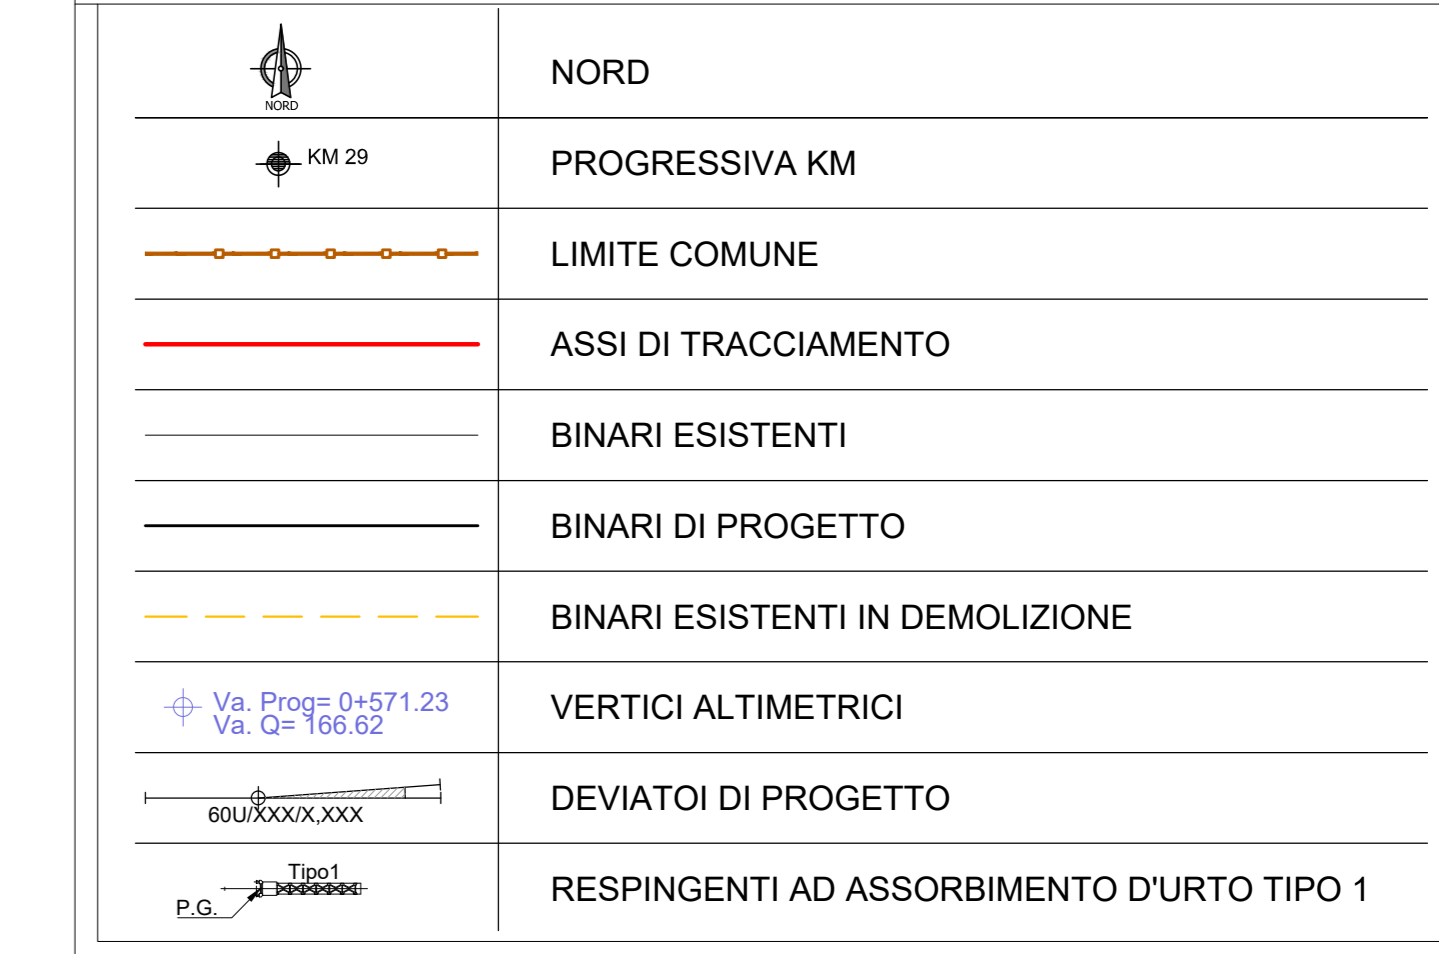 NORD
NORD
KM 29
PROGRESSIVA KM
LIMITE COMUNE
ASSI DI TRACCIAMENTO
BINARI ESISTENTI
BINARI DI PROGETTO
BINARI ESISTENTI IN DEMOLIZIONE
Va. Prog= 0+571.23
Va. Q= 166.62
VERTICI ALTIMETRICI
60U/XXX/X,XXX
DEVIATOI DI PROGETTO
Tipo1
P.G.
RESPINGENTI AD ASSORBIMENTO D'URTO TIPO 1